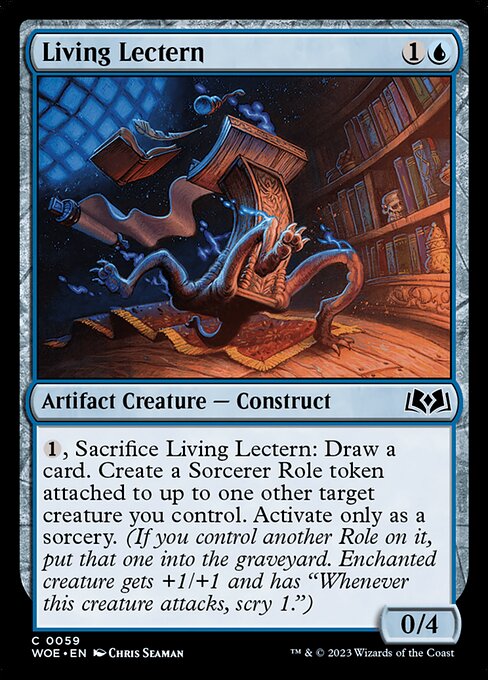 Living Lectern 1
Artifact Creature — Construct
1, Sacrifice Living Lectern: Draw a
card. Create a Sorcerer Role token
attached to up to one other target
creature you control. Activate only as a
sorcery. (If you control another Role on it,
put that one into the graveyard. Enchanted
creature gets +1/+1 and has “Whenever
this creature attacks, scry 1.”)
0/4
C 0059
WOE • EN Chris Seaman
™ & © 2023 Wizards of the Coast